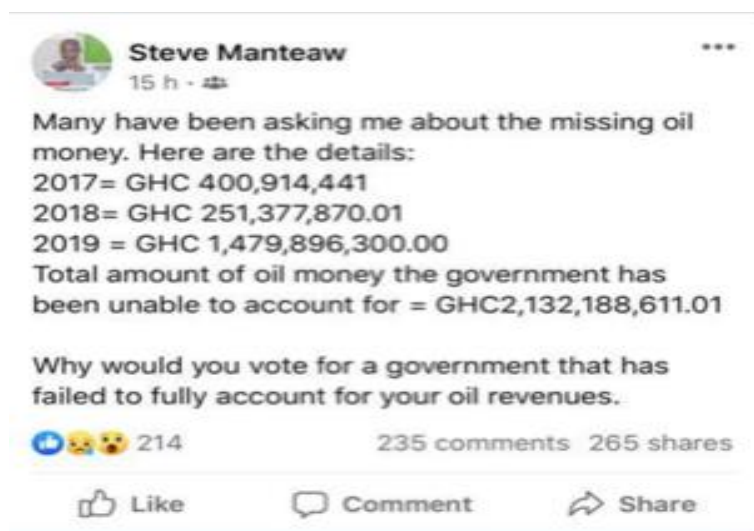 Steve Manteaw
15 h ·
Many have been asking me about the missing oil
money. Here are the details:
2017= GHC 400,914,441
2018= GHC 251,377,870.01
2019 = GHC 1,479,896,300.00
Total amount of oil money the government has
been unable to account for = GHC2,132,188,611.01
Why would you vote for a government that has
failed to fully account for your oil revenues.
214 235 comments 265 shares
Like Comment Share